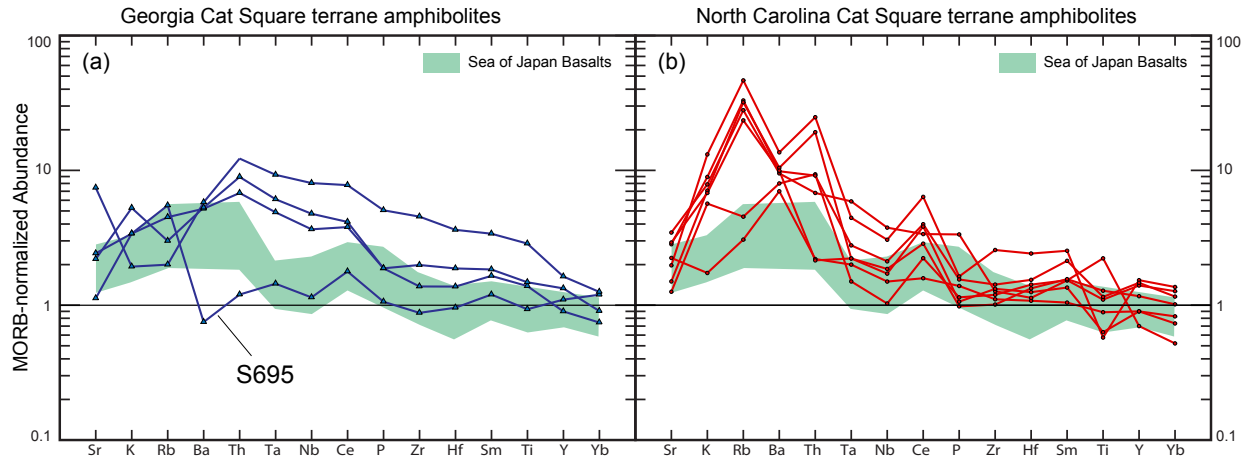 Georgia Cat Square terrane amphibolites
North Carolina Cat Square terrane amphibolites
MORB-normalized Abundance
100
10
1
0.1
(a)
Sea of Japan Basalts
S695
Sr K Rb Ba Th Ta Nb Ce P Zr Hf Sm Ti Y Yb
(b)
Sea of Japan Basalts
100
10
1
0.1
Sr K Rb Ba Th Ta Nb Ce P Zr Hf Sm Ti Y Yb